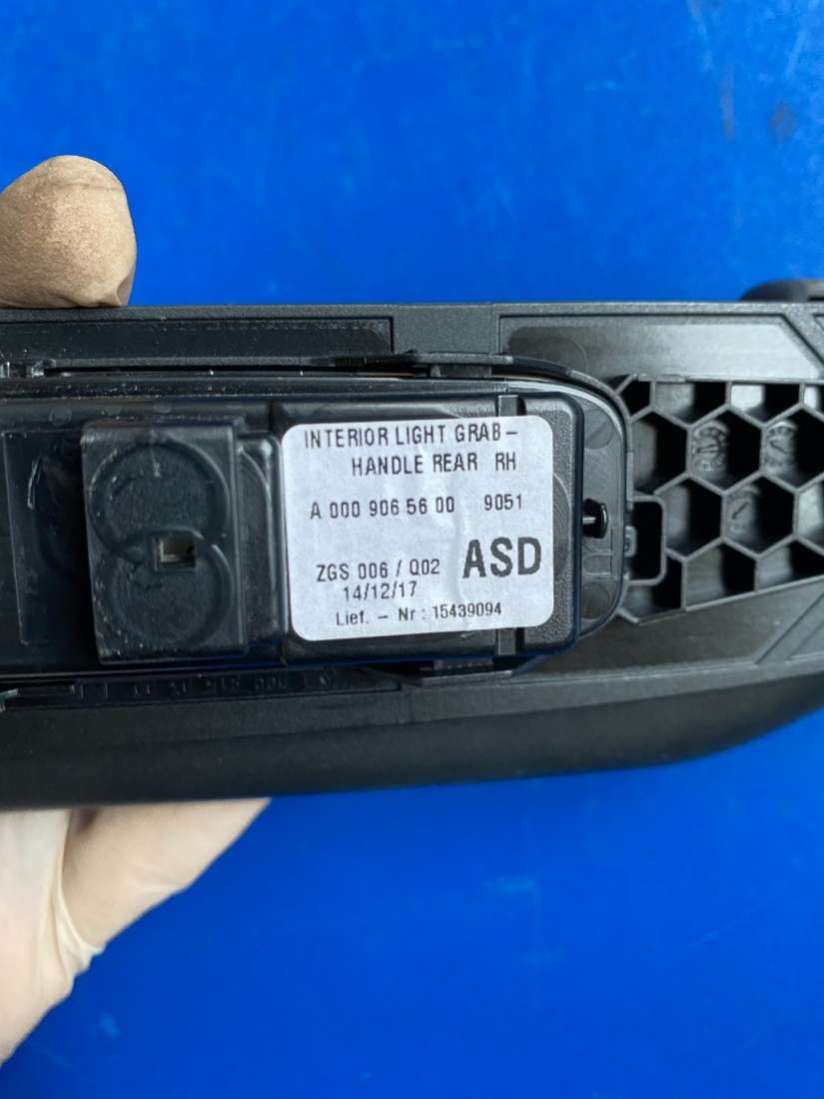 INTERIOR LIGHT GRAB-
HANDLE REAR RH
A 000 906 56 00 9051
ZGS 006 / Q02 ASD
14/12/17
Lief. - Nr : 15439094